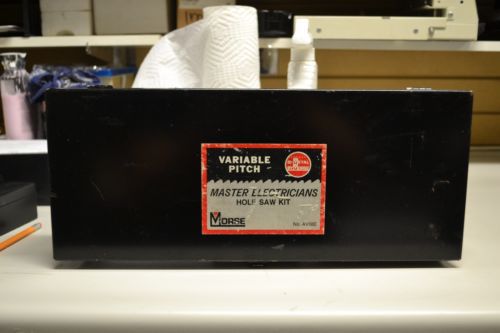 VARIABLE
PITCH
MASTER ELECTRICIANS
HOLE SAW KIT
MORSE